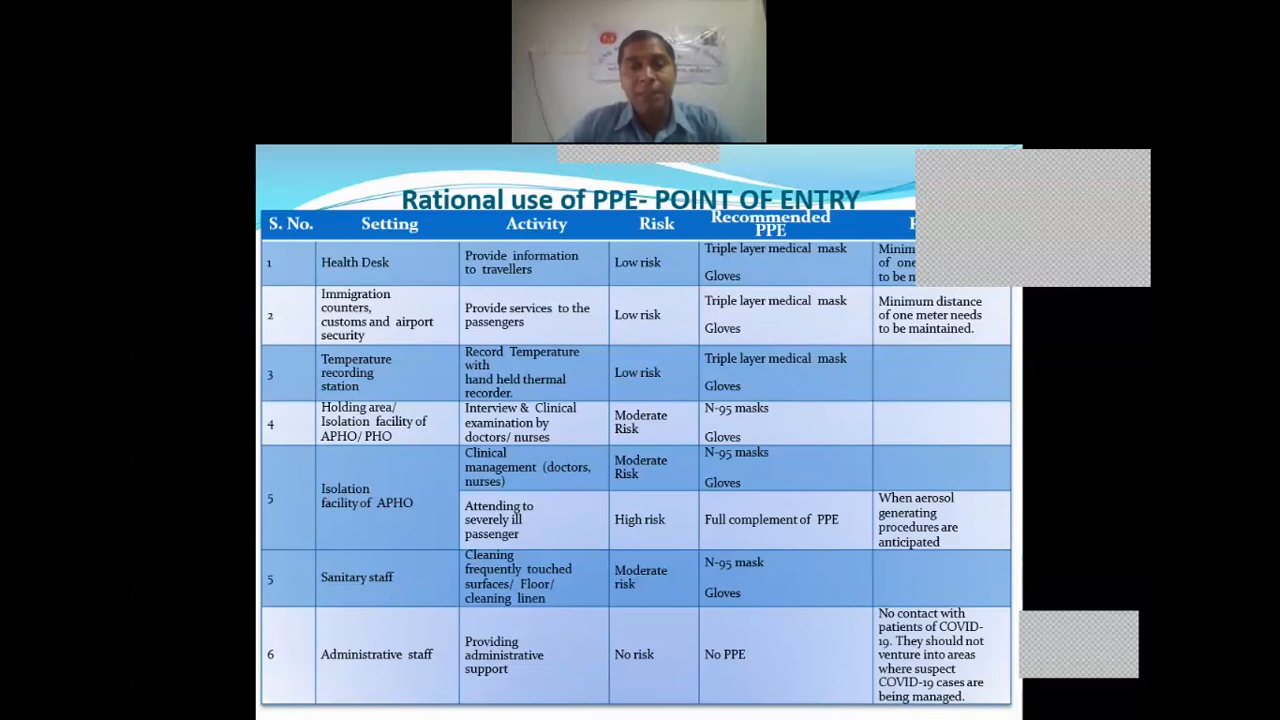 Rational use of PPE- POINT OF ENTRY
S. No.
Setting
Activity
Risk
Recommended
PPE
1
Health Desk
Provide information
to travellers
Low risk
Triple layer medical mask
Gloves
of one
to be
2
Immigration
counters,
customs and airport
security
Provide services to the
passengers
Low risk
Triple layer medical mask
Gloves
Minimum distance
of one meter needs
to be maintained.
3
Temperature
recording
station
Record Temperature
with
hand held thermal
recorder.
Low risk
Triple layer medical mask
Gloves
4
Holding area/
Isolation facility of
APHO/ PHO
Interview & Clinical
examination by
doctors/ nurses
Moderate
Risk
N-95 masks
Gloves
5
Isolation
facility of APHO
Clinical
management (doctors,
nurses)
Moderate
Risk
N-95 masks
Gloves
Attending to
severely ill
passenger
High risk
Full complement of PPE
When aerosol
generating
procedures are
anticipated
5
Sanitary staff
Cleaning
frequently touched
surfaces/ Floor/
cleaning linen
Moderate
risk
N-95 mask
Gloves
6
Administrative staff
Providing
administrative
support
No risk
No PPE
No contact with
patients of COVID-
19. They should not
venture into areas
where suspect
COVID-19 cases are
being managed.